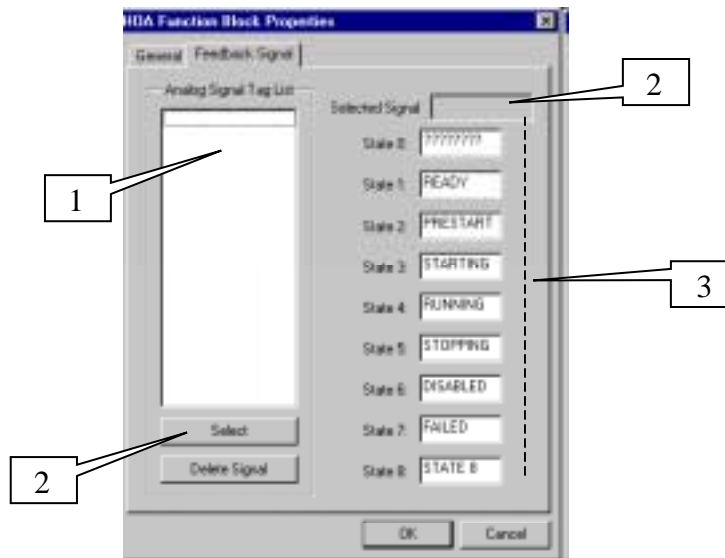 HOA Function Block Properties
General
Feedback Signal
Analog Signal Tag List
Selected Signal
2
1
State 0: ????????
State 1: READY
State 2: PRESTART
State 3: STARTING
3
State 4: RUNNING
State 5: STOPPING
State 6: DISABLED
Select
State 7: FAILED
2
Delete Signal
State 8: STATE 8
OK
Cancel